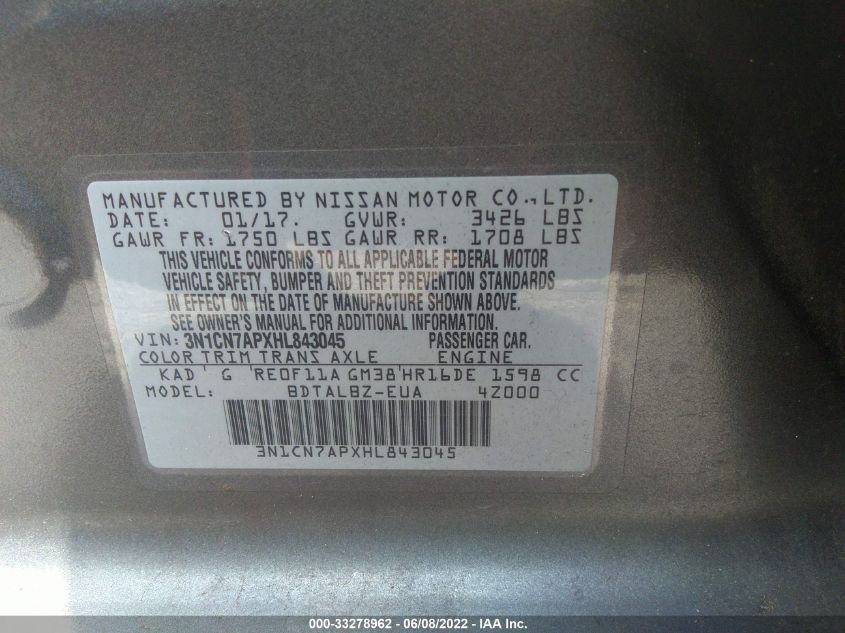 MANUFACTURED BY NISSAN MOTOR CO., LTD.
DATE: 01/17. GVWR: 3426 LBS
GAWR FR: 1750 LBS GAWR RR: 1708 LBS
THIS VEHICLE CONFORMS TO ALL APPLICABLE FEDERAL MOTOR
VEHICLE SAFETY, BUMPER AND THEFT PREVENTION STANDARDS
IN EFFECT ON THE DATE OF MANUFACTURE SHOWN ABOVE.
SEE OWNER'S MANUAL FOR ADDITIONAL INFORMATION.
VIN: 3N1CN7APXHL843045 PASSENGER CAR.
COLOR TRIM TRANS AXLE ENGINE
KAD G RE0F11A GM38 HR16DE 1598 CC
MODEL: BDTALBZ-EUA 4Z000
3N1CN7APXHL843045
000-33278962 - 06/08/2022 - IAA Inc.